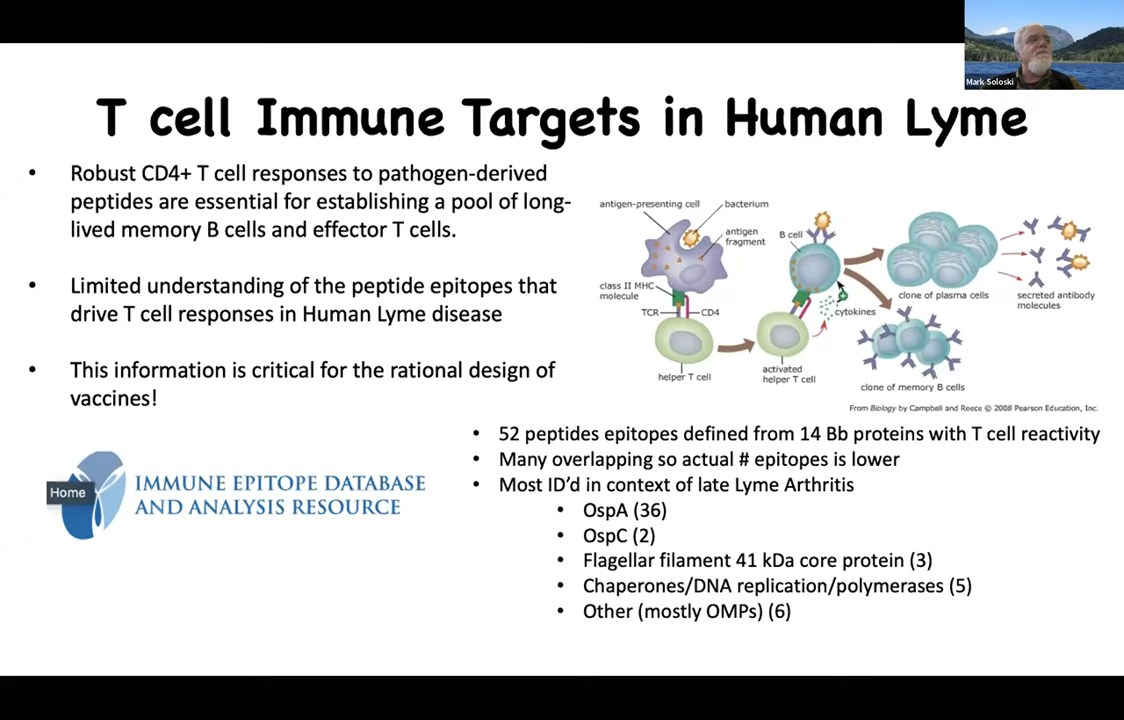 Mark Soloski
T cell Immune Targets in Human Lyme
• Robust CD4+ T cell responses to pathogen-derived
peptides are essential for establishing a pool of long-
lived memory B cells and effector T cells.
• Limited understanding of the peptide epitopes that
drive T cell responses in Human Lyme disease
• This information is critical for the rational design of
vaccines!
antigen-presenting cell
bacterium
antigen
fragment
B cell
class II MHC
molecule
TCR
CD4
cytokines
clone of plasma cells
secreted antibody
molecules
helper T cell
activated
helper T cell
clone of memory B cells
From Biology by Campbell and Reece © 2008 Pearson Education, Inc.
Home
IMMUNE EPITOPE DATABASE
AND ANALYSIS RESOURCE
• 52 peptides epitopes defined from 14 Bb proteins with T cell reactivity
• Many overlapping so actual # epitopes is lower
• Most ID’d in context of late Lyme Arthritis
• OspA (36)
• OspC (2)
• Flagellar filament 41 kDa core protein (3)
• Chaperones/DNA replication/polymerases (5)
• Other (mostly OMPs) (6)